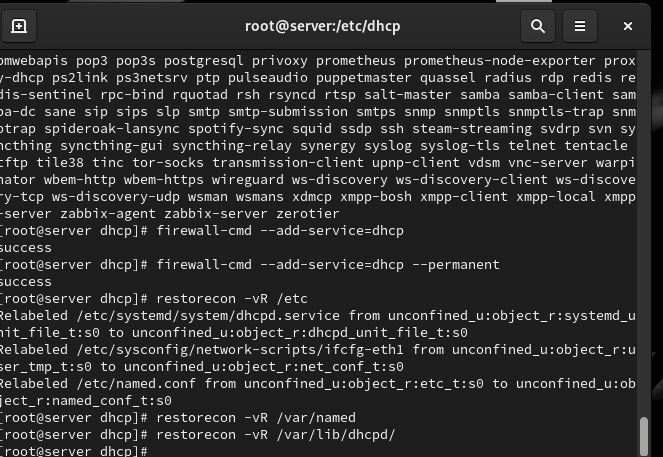 root@server:/etc/dhcp
omwebapis pop3 pop3s postgresql privoxy prometheus prometheus-node-exporter prox
y-dhcp ps2link ps3netsrv ptp pulseaudio puppetmaster quassel radius rdp redis re
dis-sentinel rpc-bind rquotad rsh rsyncd rtsp salt-master samba samba-client sam
ba-dc sane sip sips slp smtp smtp-submission smtps snmp snmptls snmptls-trap snm
ptrap spideroak-lansync spotify-sync squid ssdp ssh steam-streaming svdrp svn sy
ncthing syncthing-gui syncthing-relay synergy syslog syslog-tls telnet tentacle
tftp tile38 tinc tor-socks transmission-client upnp-client vdsm vnc-server warpi
nator wbem-http wbem-https wireguard ws-discovery ws-discovery-client ws-discove
ry-tcp ws-discovery-udp wsman wsmans xdmcp xmpp-bosh xmpp-client xmpp-local xmpp
-server zabbix-agent zabbix-server zerotier
[root@server dhcp]# firewall-cmd --add-service=dhcp
success
[root@server dhcp]# firewall-cmd --add-service=dhcp --permanent
success
[root@server dhcp]# restorecon -vR /etc
Relabeled /etc/systemd/system/dhcpd.service from unconfined_u:object_r:systemd_u
nit_file_t:s0 to unconfined_u:object_r:dhcpd_unit_file_t:s0
Relabeled /etc/sysconfig/network-scripts/ifcfg-eth1 from unconfined_u:object_r:u
ser_tmp_t:s0 to unconfined_u:object_r:net_conf_t:s0
Relabeled /etc/named.conf from unconfined_u:object_r:etc_t:s0 to unconfined_u:ob
ject_r:named_conf_t:s0
[root@server dhcp]# restorecon -vR /var/named
[root@server dhcp]# restorecon -vR /var/lib/dhcpd/
[root@server dhcp]#